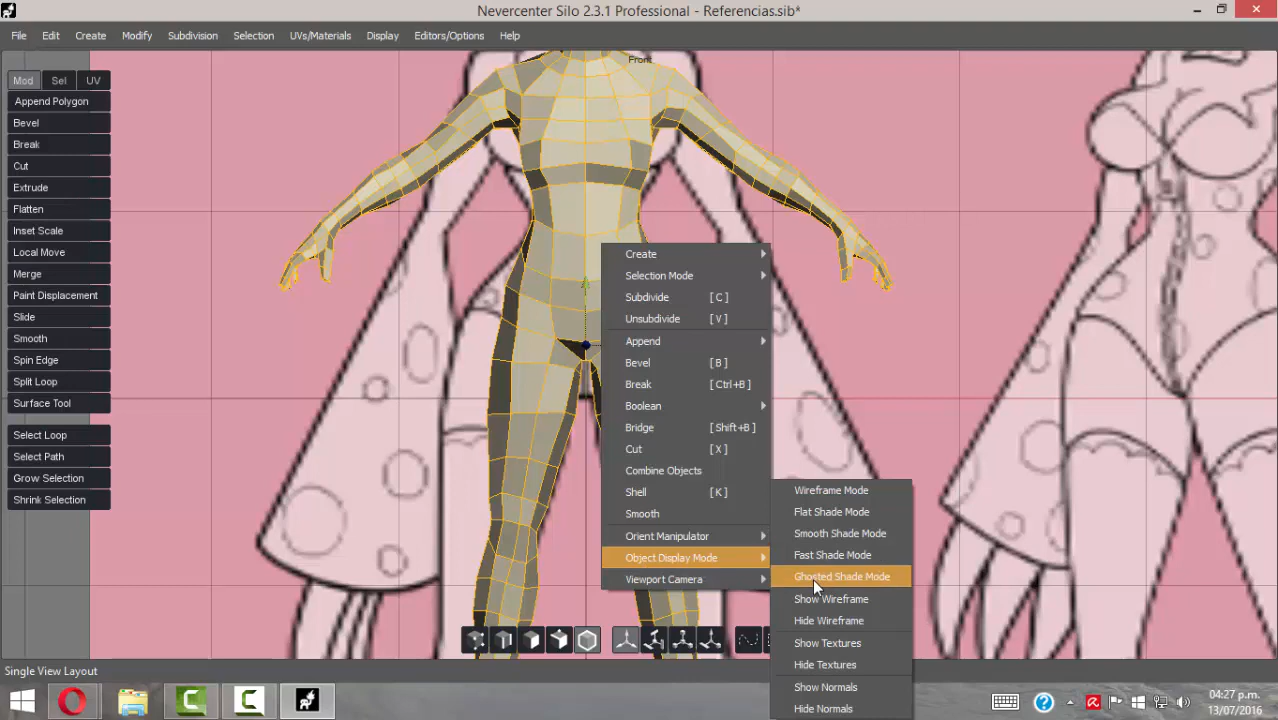 Nevercenter Silo 2.3.1 Professional - Referencias.sib*
File Edit Create Modify Subdivision Selection UVs/Materials Display Editors/Options Help
Front
Mod Sel UV
Append Polygon
Bevel
Break
Cut
Extrude
Flatten
Inset Scale
Local Move
Merge
Paint Displacement
Slide
Smooth
Spin Edge
Split Loop
Surface Tool
Select Loop
Select Path
Grow Selection
Shrink Selection
Create
Selection Mode
Subdivide [ C ]
Unsubdivide [ V ]
Append
Bevel [ B ]
Break [ Ctrl+B ]
Boolean
Bridge [ Shift+B ]
Cut [ X ]
Combine Objects
Shell [ K ]
Smooth
Orient Manipulator
Object Display Mode
Viewport Camera
Wireframe Mode
Flat Shade Mode
Smooth Shade Mode
Fast Shade Mode
Ghosted Shade Mode
Show Wireframe
Hide Wireframe
Show Textures
Hide Textures
Show Normals
Hide Normals
Single View Layout
04:27 p.m.
13/07/2016